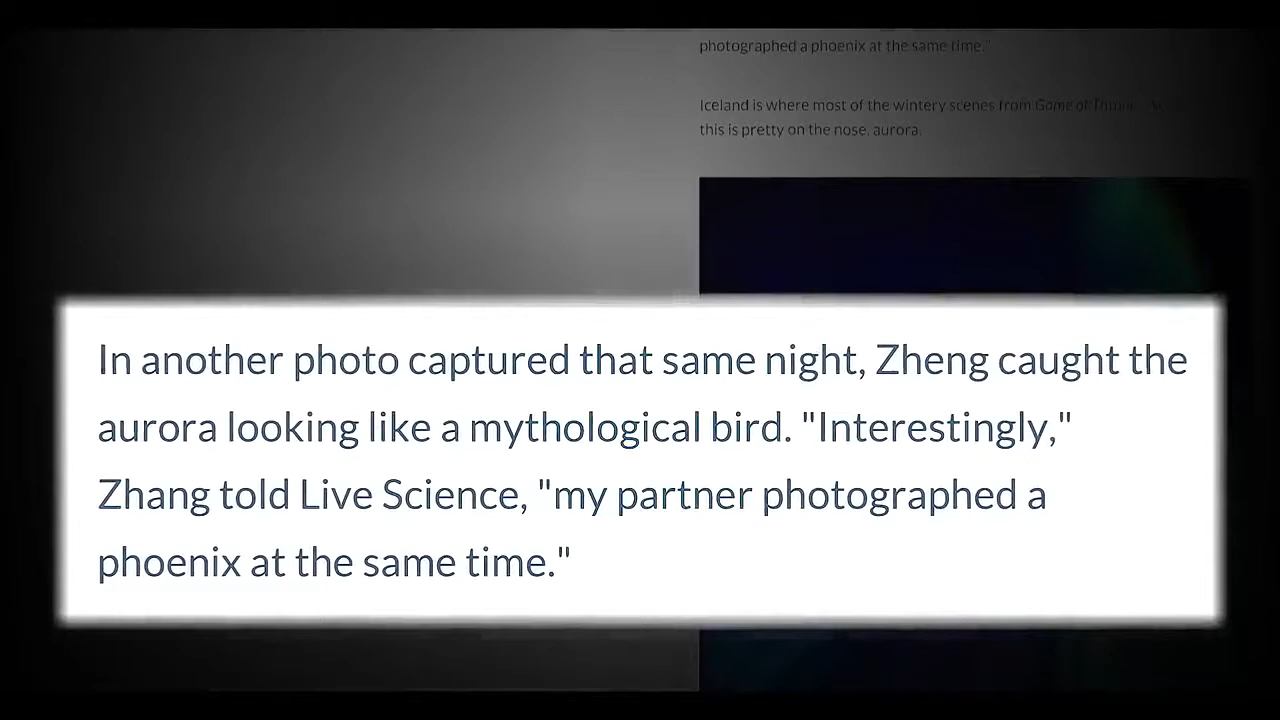 photographed a phoenix at the same time."
Iceland is where most of the wintery scenes from Game of
this is pretty on the nose, aurora.
In another photo captured that same night, Zheng caught the
aurora looking like a mythological bird. "Interestingly,"
Zhang told Live Science, "my partner photographed a
phoenix at the same time."